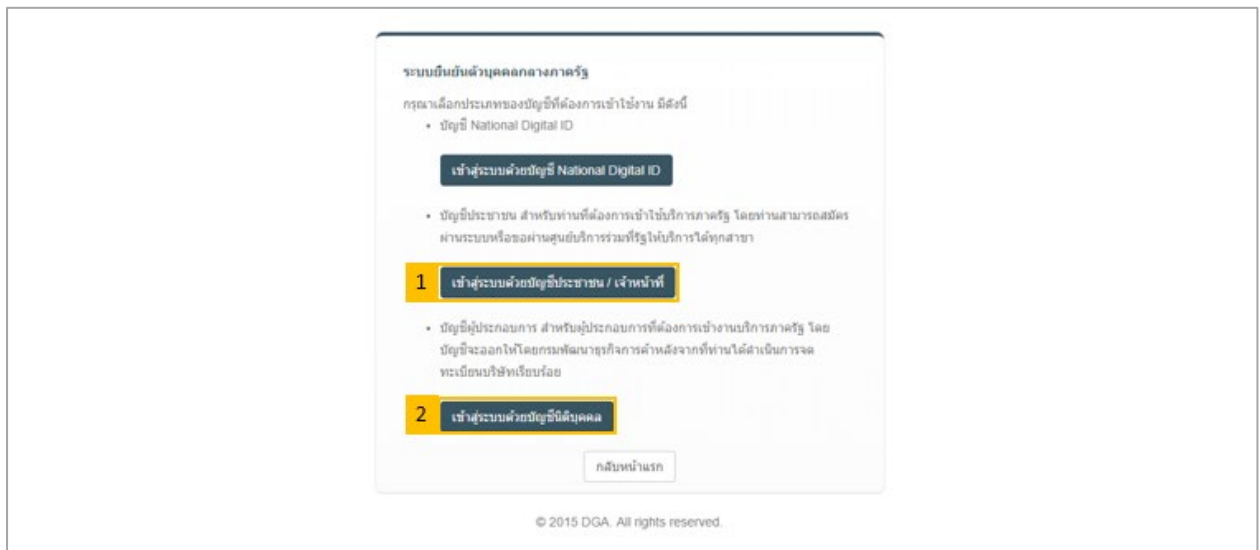 ระบบยืนยันตัวบุคคลกลางภาครัฐ
กรุณาเลือกประเภทของบัญชีที่ต้องการเข้าใช้งาน มีดังนี้
• บัญชี National Digital ID
เข้าสู่ระบบด้วยบัญชี National Digital ID
• บัญชีประชาชน สำหรับท่านที่ต้องการเข้าใช้บริการภาครัฐ โดยท่านสามารถสมัคร
ผ่านระบบหรือขอผ่านศูนย์บริการร่วมที่รัฐให้บริการได้ทุกสาขา
1 เข้าสู่ระบบด้วยบัญชีประชาชน / เจ้าหน้าที่
• บัญชีผู้ประกอบการ สำหรับผู้ประกอบการที่ต้องการเข้างานบริการภาครัฐ โดย
บัญชีจะออกให้โดยกรมพัฒนาธุรกิจการค้าหลังจากที่ท่านได้ดำเนินการจด
ทะเบียนบริษัทเรียบร้อย
2 เข้าสู่ระบบด้วยบัญชีนิติบุคคล
กลับหน้าแรก
© 2015 DGA. All rights reserved.